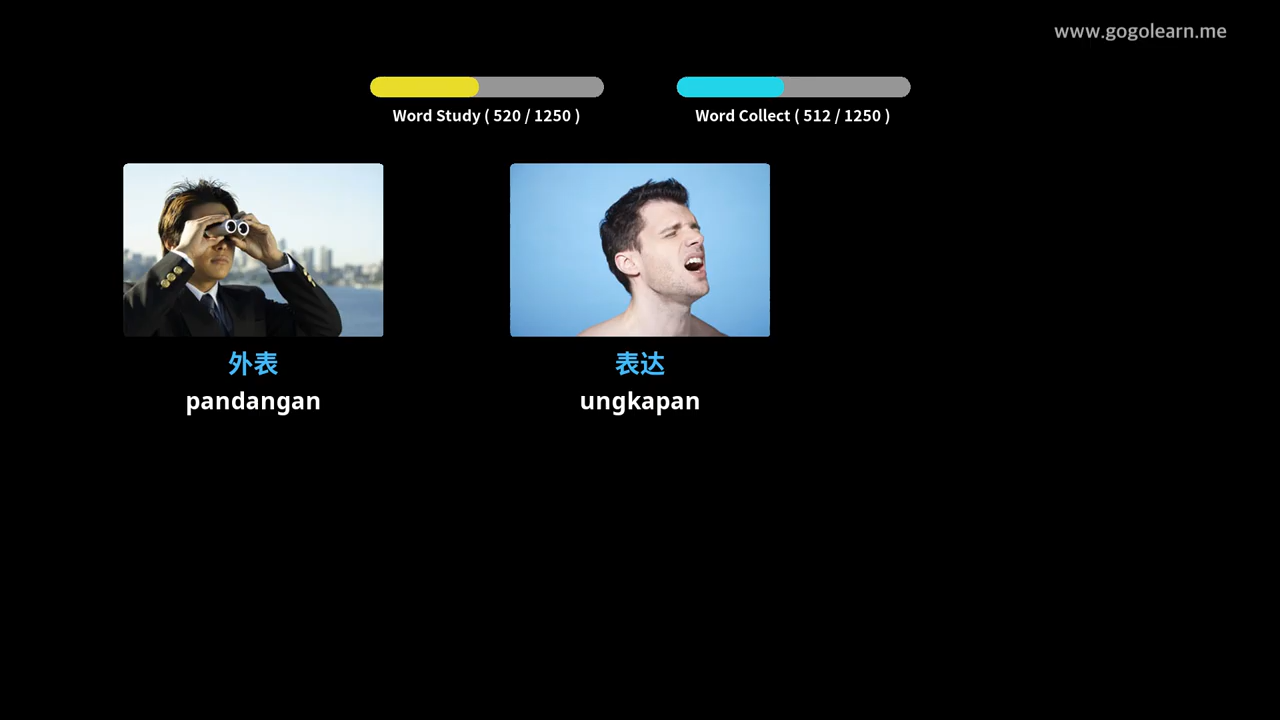 www.gogolearn.me
Word Study ( 520 / 1250 )
Word Collect ( 512 / 1250 )
外表
pandangan
表达
ungkapan